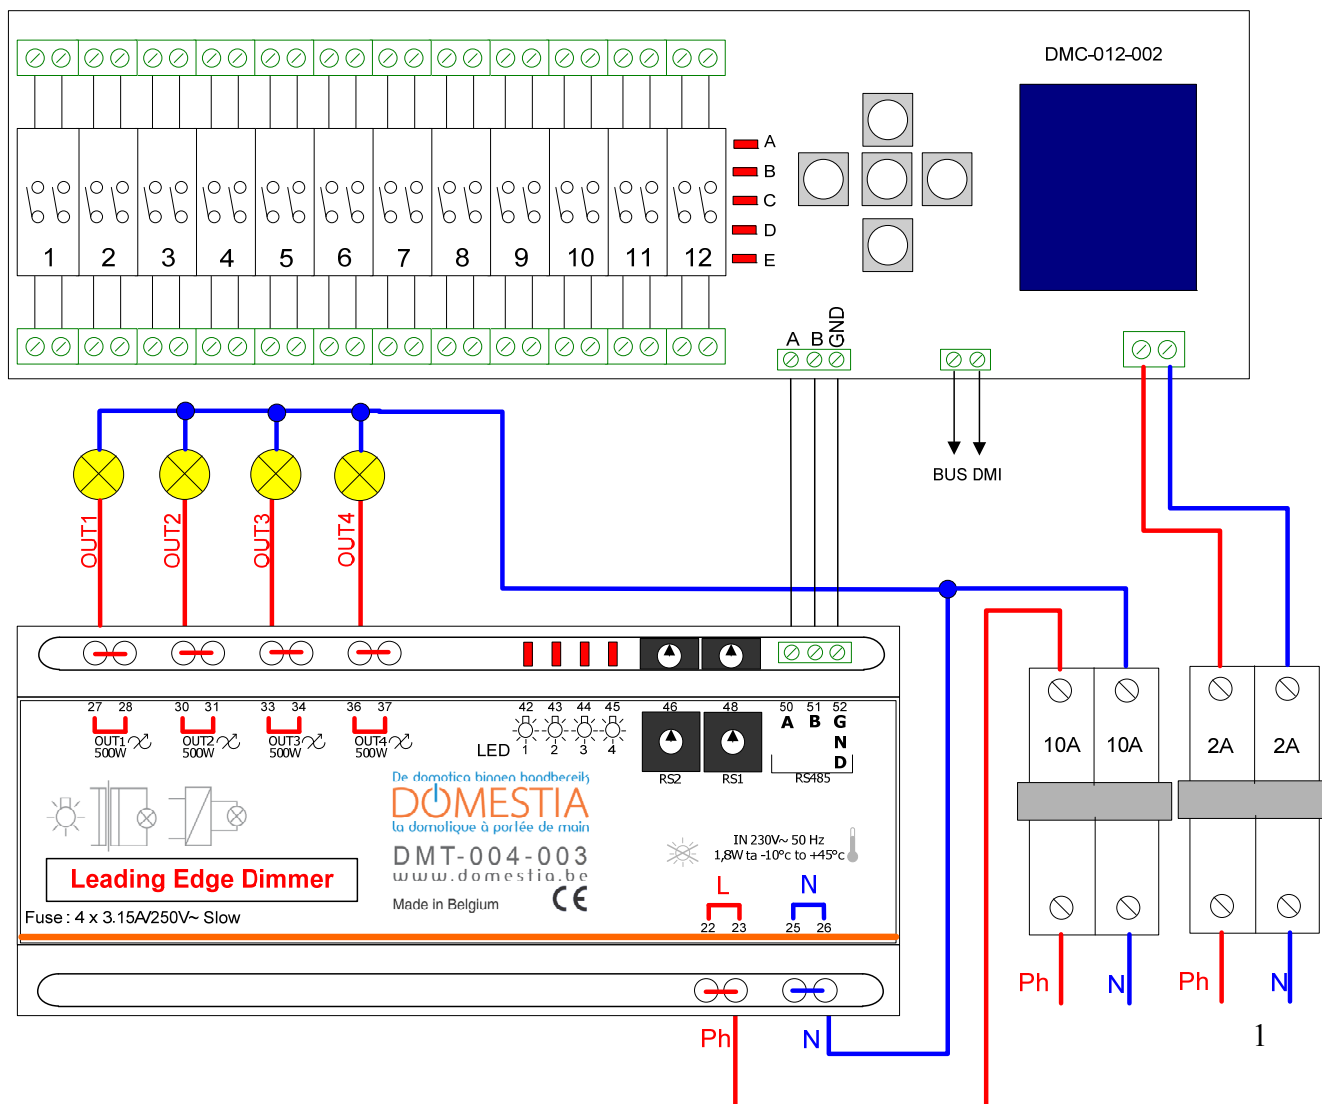 DMC-012-002
A
B
C
D
E
1 2 3 4 5 6 7 8 9 10 11 12
A B GND
BUS DMI
OUT1 OUT2 OUT3 OUT4
27 28 30 31 33 34 36 37 42 43 44 45 46 48 50 51 52
OUT1 500W
OUT2 500W
OUT3 500W
OUT4 500W
LED 1 2 3 4
RS2 RS1
A B GND
RS485
10A 10A 2A 2A
De domotica binnen handbereik
DOMESTIA
la domotique à portée de main
DMT-004-003
www.domestia.be
Made in Belgium CE
IN 230V~ 50 Hz
1,8W ta -10°c to +45°c
Leading Edge Dimmer
Fuse : 4 x 3.15A/250V~ Slow
L N
22 23 25 26
Ph N Ph N
Ph N
1